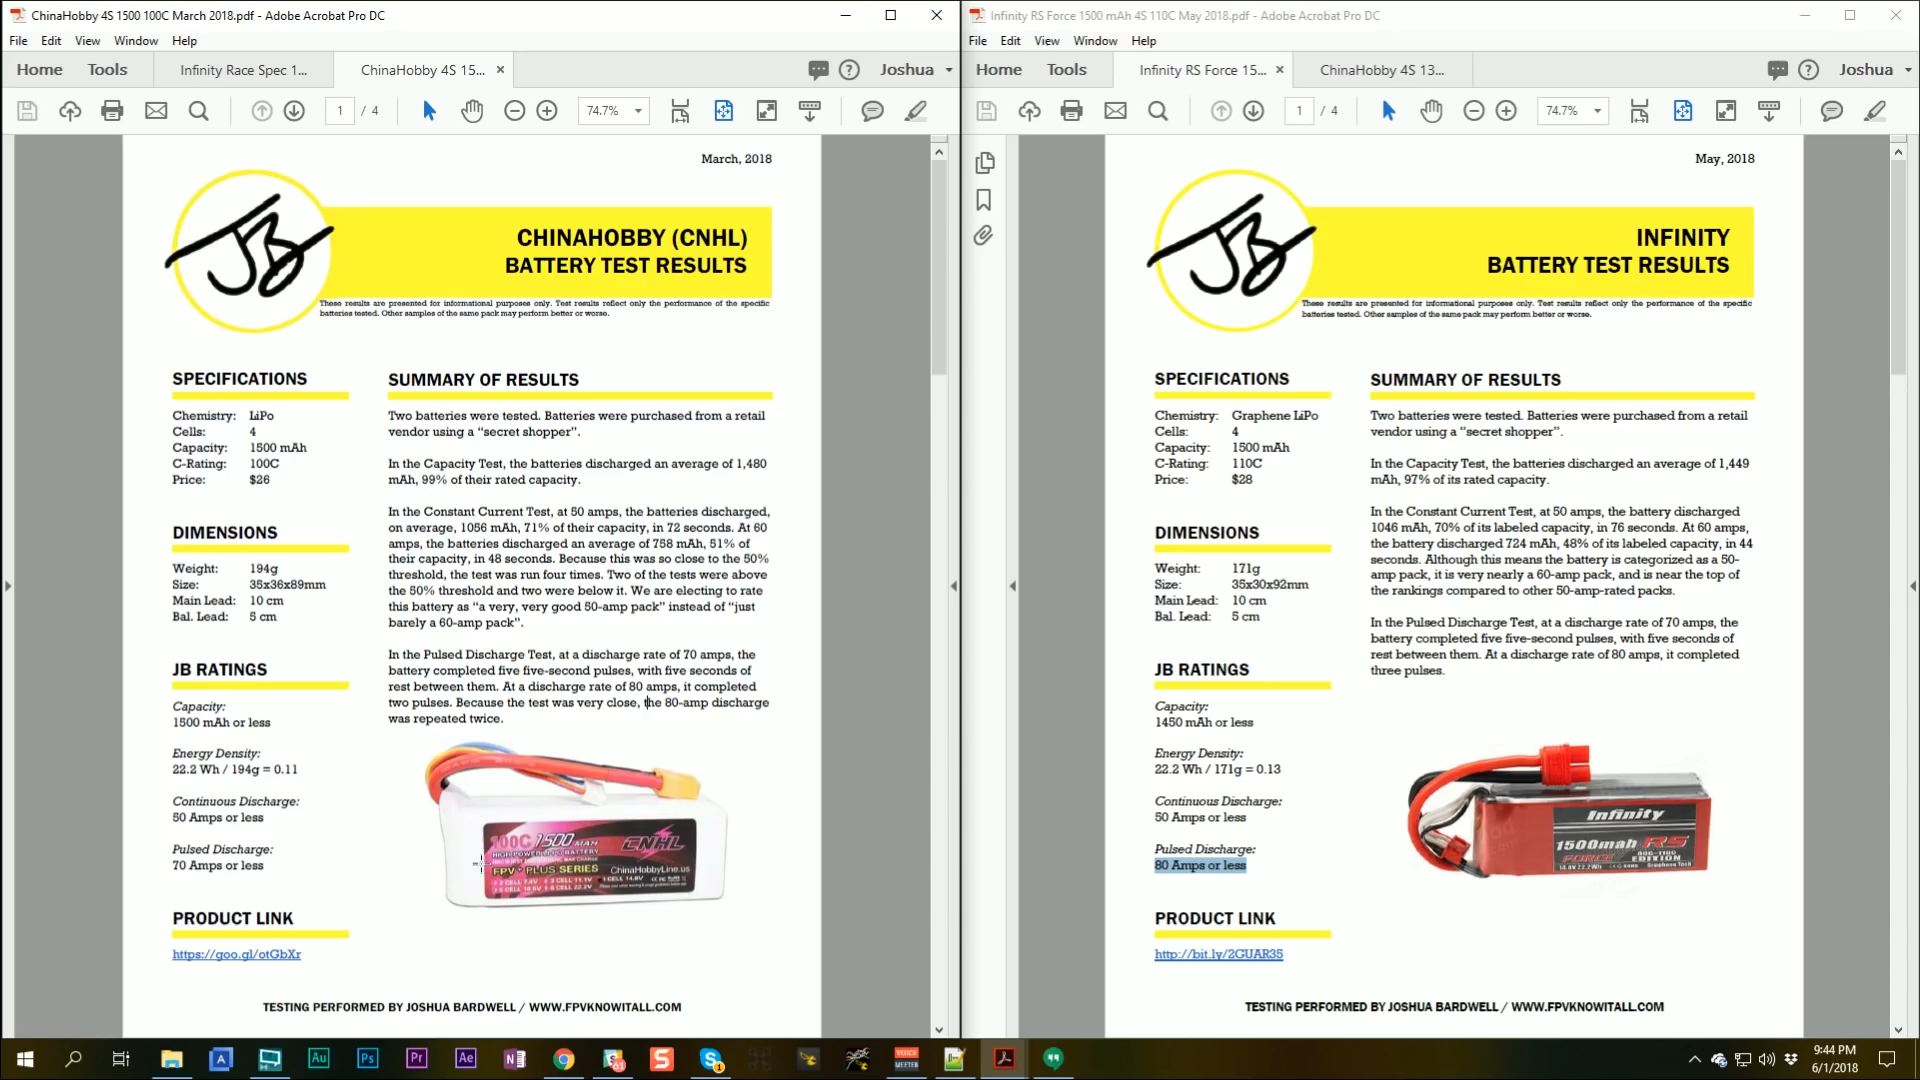 ChinaHobby 4S 1500 100C March 2018.pdf - Adobe Acrobat Pro DC
File Edit View Window Help
Home Tools Infinity Race Spec 1... ChinaHobby 4S 15... Joshua
1 / 4 74.7%
March, 2018
JB
CHINAHOBBY (CNHL)
BATTERY TEST RESULTS
These results are presented for informational purposes only. Test results reflect only the performance of the specific
batteries tested. Other samples of the same pack may perform better or worse.
SPECIFICATIONS
Chemistry: LiPo
Cells: 4
Capacity: 1500 mAh
C-Rating: 100C
Price: $26
DIMENSIONS
Weight: 194g
Size: 35x36x89mm
Main Lead: 10 cm
Bal. Lead: 5 cm
JB RATINGS
Capacity:
1500 mAh or less
Energy Density:
22.2 Wh / 194g = 0.11
Continuous Discharge:
50 Amps or less
Pulsed Discharge:
70 Amps or less
PRODUCT LINK
https://goo.gl/otGbXr
SUMMARY OF RESULTS
Two batteries were tested. Batteries were purchased from a retail
vendor using a “secret shopper”.
In the Capacity Test, the batteries discharged an average of 1,480
mAh, 99% of their rated capacity.
In the Constant Current Test, at 50 amps, the batteries discharged,
on average, 1056 mAh, 71% of their capacity, in 72 seconds. At 60
amps, the batteries discharged an average of 758 mAh, 51% of
their capacity, in 48 seconds. Because this was so close to the 50%
threshold, the test was run four times. Two of the tests were above
the 50% threshold and two were below it. We are electing to rate
this battery as “a very, very good 50-amp pack” instead of “just
barely a 60-amp pack”.
In the Pulsed Discharge Test, at a discharge rate of 70 amps, the
battery completed five five-second pulses, with five seconds of
rest between them. At a discharge rate of 80 amps, it completed
two pulses. Because the test was very close, the 80-amp discharge
was repeated twice.
100C 1500 MAH CNHL
FPV PLUS SERIES ChinaHobbyLine.us
TESTING PERFORMED BY JOSHUA BARDWELL / WWW.FPVKNOWITALL.COM
Infinity RS Force 1500 mAh 4S 110C May 2018.pdf - Adobe Acrobat Pro DC
File Edit View Window Help
Home Tools Infinity RS Force 15... ChinaHobby 4S 13... Joshua
1 / 4 74.7%
May, 2018
JB
INFINITY
BATTERY TEST RESULTS
These results are presented for informational purposes only. Test results reflect only the performance of the specific
batteries tested. Other samples of the same pack may perform better or worse.
SPECIFICATIONS
Chemistry: Graphene LiPo
Cells: 4
Capacity: 1500 mAh
C-Rating: 110C
Price: $28
DIMENSIONS
Weight: 171g
Size: 35x30x92mm
Main Lead: 10 cm
Bal. Lead: 5 cm
JB RATINGS
Capacity:
1450 mAh or less
Energy Density:
22.2 Wh / 171g = 0.13
Continuous Discharge:
50 Amps or less
Pulsed Discharge:
80 Amps or less
PRODUCT LINK
http://bit.ly/2GUAR35
SUMMARY OF RESULTS
Two batteries were tested. Batteries were purchased from a retail
vendor using a “secret shopper”.
In the Capacity Test, the batteries discharged an average of 1,449
mAh, 97% of its rated capacity.
In the Constant Current Test, at 50 amps, the battery discharged
1046 mAh, 70% of its labeled capacity, in 76 seconds. At 60 amps,
the battery discharged 724 mAh, 48% of its labeled capacity, in 44
seconds. Although this means the battery is categorized as a 50-
amp pack, it is very nearly a 60-amp pack, and is near the top of
the rankings compared to other 50-amp-rated packs.
In the Pulsed Discharge Test, at a discharge rate of 70 amps, the
battery completed five five-second pulses, with five seconds of
rest between them. At a discharge rate of 80 amps, it completed
three pulses.
Infinity
1500mah RS
FORCE EDITION
TESTING PERFORMED BY JOSHUA BARDWELL / WWW.FPVKNOWITALL.COM
Au Ps Pr Ae
9:44 PM
6/1/2018